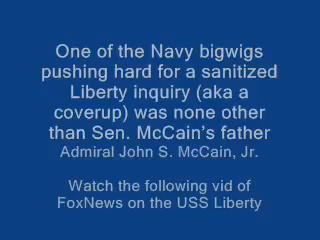 One of the Navy bigwigs
pushing hard for a sanitized
Liberty inquiry (aka a
coverup) was none other
than Sen. McCain's father
Admiral John S. McCain, Jr.
Watch the following vid of
FoxNews on the USS Liberty